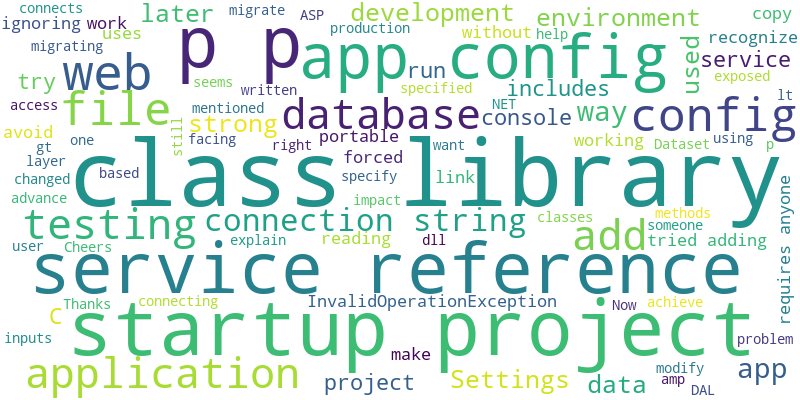 connects
migrate
ASP
later
development
environment
copy
ignoring
work
uses
production
without
help
recognize
migrating
p p
app config
used
service
web
run
try
seems
specified
includes
exposed
access
file
written
mentioned
database
NET
console
way
config
lt
avoid
strong
portable
one
still
facing
right
want
working
Dataset
using
p
gt
forced
layer
class library
based
specify
link
changed
advance
impact
testing
connection string
classes
methods
someone
requires anyone
user
Cheers
explain
reading
dll
add
tried adding
service reference
Thanks
connecting
InvalidOperationException
Now
achieve
C
startup project
inputs
make
problem
application
project
Settings
data
modify
amp
DAL
app